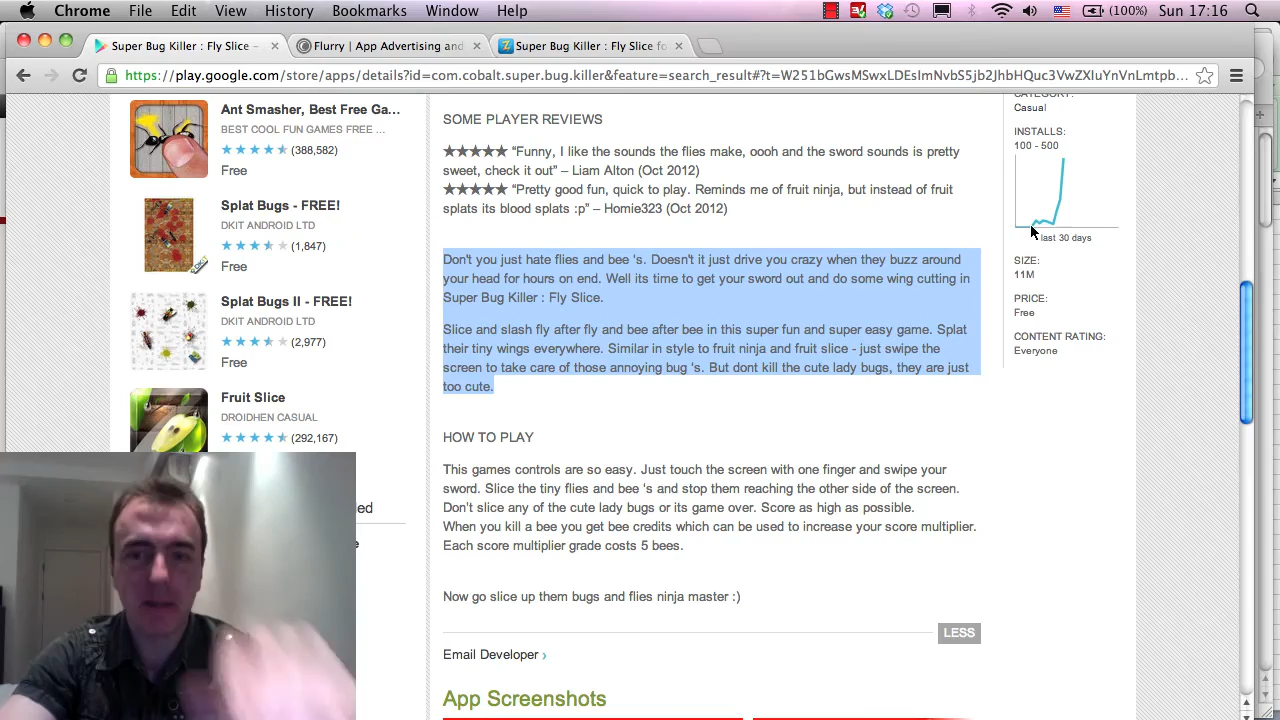 Chrome File Edit View History Bookmarks Window Help
(100%) Sun 17:16
Super Bug Killer : Fly Slice -
Flurry | App Advertising and
Super Bug Killer : Fly Slice fo
https://play.google.com/store/apps/details?id=com.cobalt.super.bug.killer&feature=search_result#?t=W251bGwsMSwxLDEsImNvbS5jb2JhbHQuc3VwZXIuYnVnLmtpb...
Ant Smasher, Best Free Ga...
BEST COOL FUN GAMES FREE ...
(388,582)
Free
Splat Bugs - FREE!
DKIT ANDROID LTD
(1,847)
Free
Splat Bugs II - FREE!
DKIT ANDROID LTD
(2,977)
Free
Fruit Slice
DROIDHEN CASUAL
(292,167)
ed
e
SOME PLAYER REVIEWS
★★★★★ “Funny, I like the sounds the flies make, oooh and the sword sounds is pretty
sweet, check it out” – Liam Alton (Oct 2012)
★★★★★ “Pretty good fun, quick to play. Reminds me of fruit ninja, but instead of fruit
splats its blood splats :p” – Homie323 (Oct 2012)
Don't you just hate flies and bee ‘s. Doesn't it just drive you crazy when they buzz around
your head for hours on end. Well its time to get your sword out and do some wing cutting in
Super Bug Killer : Fly Slice.
Slice and slash fly after fly and bee after bee in this super fun and super easy game. Splat
their tiny wings everywhere. Similar in style to fruit ninja and fruit slice - just swipe the
screen to take care of those annoying bug ‘s. But dont kill the cute lady bugs, they are just
too cute.
HOW TO PLAY
This games controls are so easy. Just touch the screen with one finger and swipe your
sword. Slice the tiny flies and bee ‘s and stop them reaching the other side of the screen.
Don’t slice any of the cute lady bugs or its game over. Score as high as possible.
When you kill a bee you get bee credits which can be used to increase your score multiplier.
Each score multiplier grade costs 5 bees.
Now go slice up them bugs and flies ninja master :)
LESS
Email Developer ›
App Screenshots
CATEGORY:
Casual
INSTALLS:
100 - 500
last 30 days
SIZE:
11M
PRICE:
Free
CONTENT RATING:
Everyone